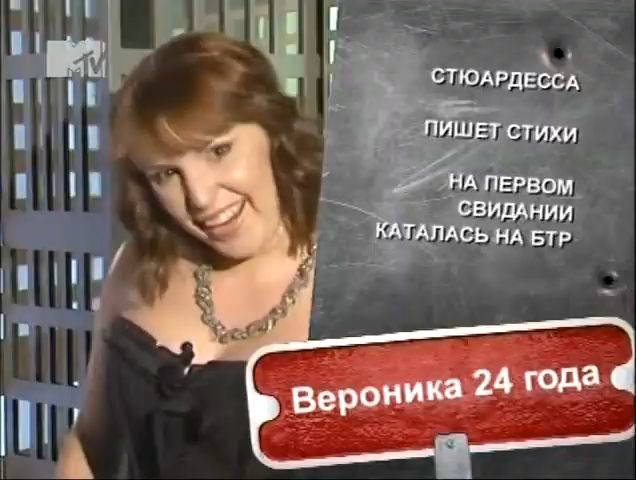 MTV
СТЮАРДЕССА
ПИШЕТ СТИХИ
НА ПЕРВОМ
СВИДАНИИ
КАТАЛАСЬ НА БТР
Вероника 24 года